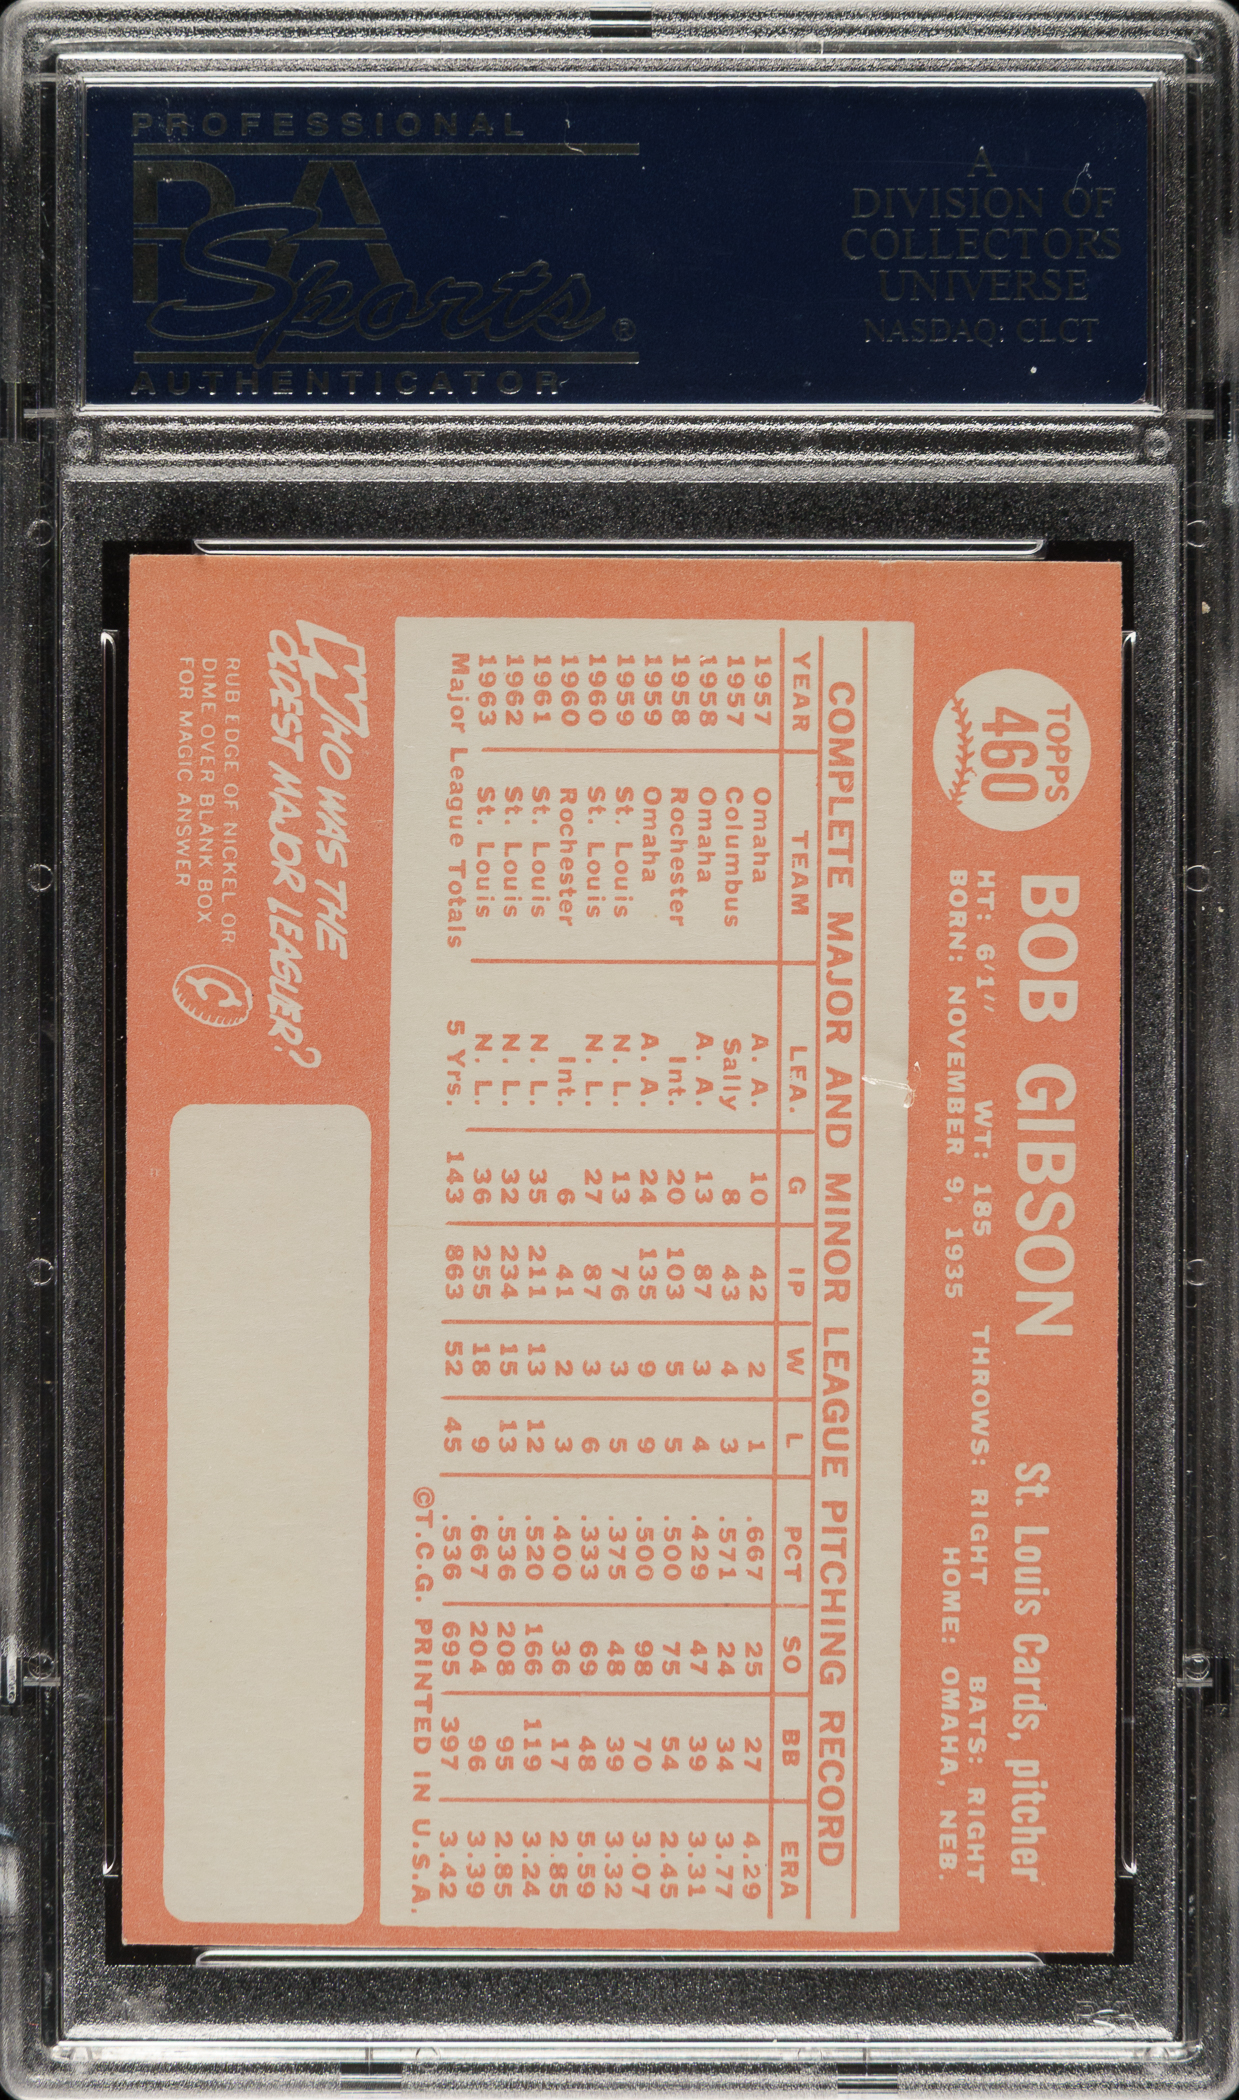 PROFESSIONAL
PSA
Sports®
AUTHENTICATOR
A
DIVISION OF
COLLECTORS
UNIVERSE
NASDAQ: CLCT
TOPPS
460
BOB GIBSON St. Louis Cards, pitcher
HT: 6'1" WT: 185 THROWS: RIGHT BATS: RIGHT
BORN: NOVEMBER 9, 1935 HOME: OMAHA, NEB.
COMPLETE MAJOR AND MINOR LEAGUE PITCHING RECORD
YEAR TEAM LEA. G IP W L PCT SO BB ERA
1957 Omaha A. A. 10 42 2 1 .667 25 27 4.29
1957 Columbus Sally 8 43 4 3 .571 24 34 3.77
1958 Omaha A. A. 13 87 3 4 .429 47 39 3.31
1958 Rochester Int. 20 103 5 5 .500 75 54 2.45
1959 Omaha A. A. 24 135 9 9 .500 98 70 3.07
1959 St. Louis N. L. 13 76 3 5 .375 48 39 3.32
1960 St. Louis N. L. 27 87 3 6 .333 69 48 5.59
1960 Rochester Int. 6 41 2 3 .400 36 17 2.85
1961 St. Louis N. L. 35 211 13 12 .520 166 119 3.24
1962 St. Louis N. L. 32 234 15 13 .536 208 95 2.85
1963 St. Louis N. L. 36 255 18 9 .667 204 96 3.39
Major League Totals 5 Yrs. 143 863 52 45 .536 695 397 3.42
©T.C.G. PRINTED IN U.S.A.
WHO WAS THE
OLDEST MAJOR LEAGUER?
RUB EDGE OF NICKEL OR
DIME OVER BLANK BOX
FOR MAGIC ANSWER